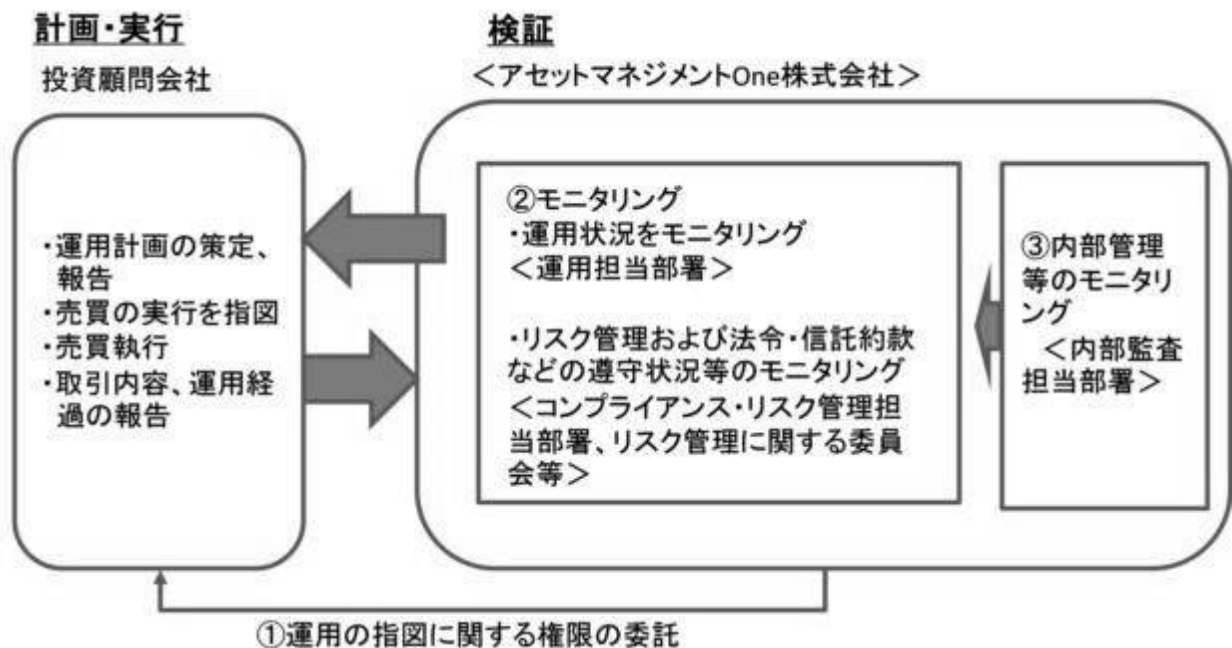 計画・実行
投資顧問会社
・運用計画の策定、
報告
・売買の実行を指図
・売買執行
・取引内容、運用経
過の報告
検証
＜アセットマネジメントOne株式会社＞
②モニタリング
・運用状況をモニタリング
＜運用担当部署＞
・リスク管理および法令・信託約款
などの遵守状況等のモニタリング
＜コンプライアンス・リスク管理担
当部署、リスク管理に関する委員
会等＞
③内部管理
等のモニタリ
ング
＜内部監査
担当部署＞
①運用の指図に関する権限の委託